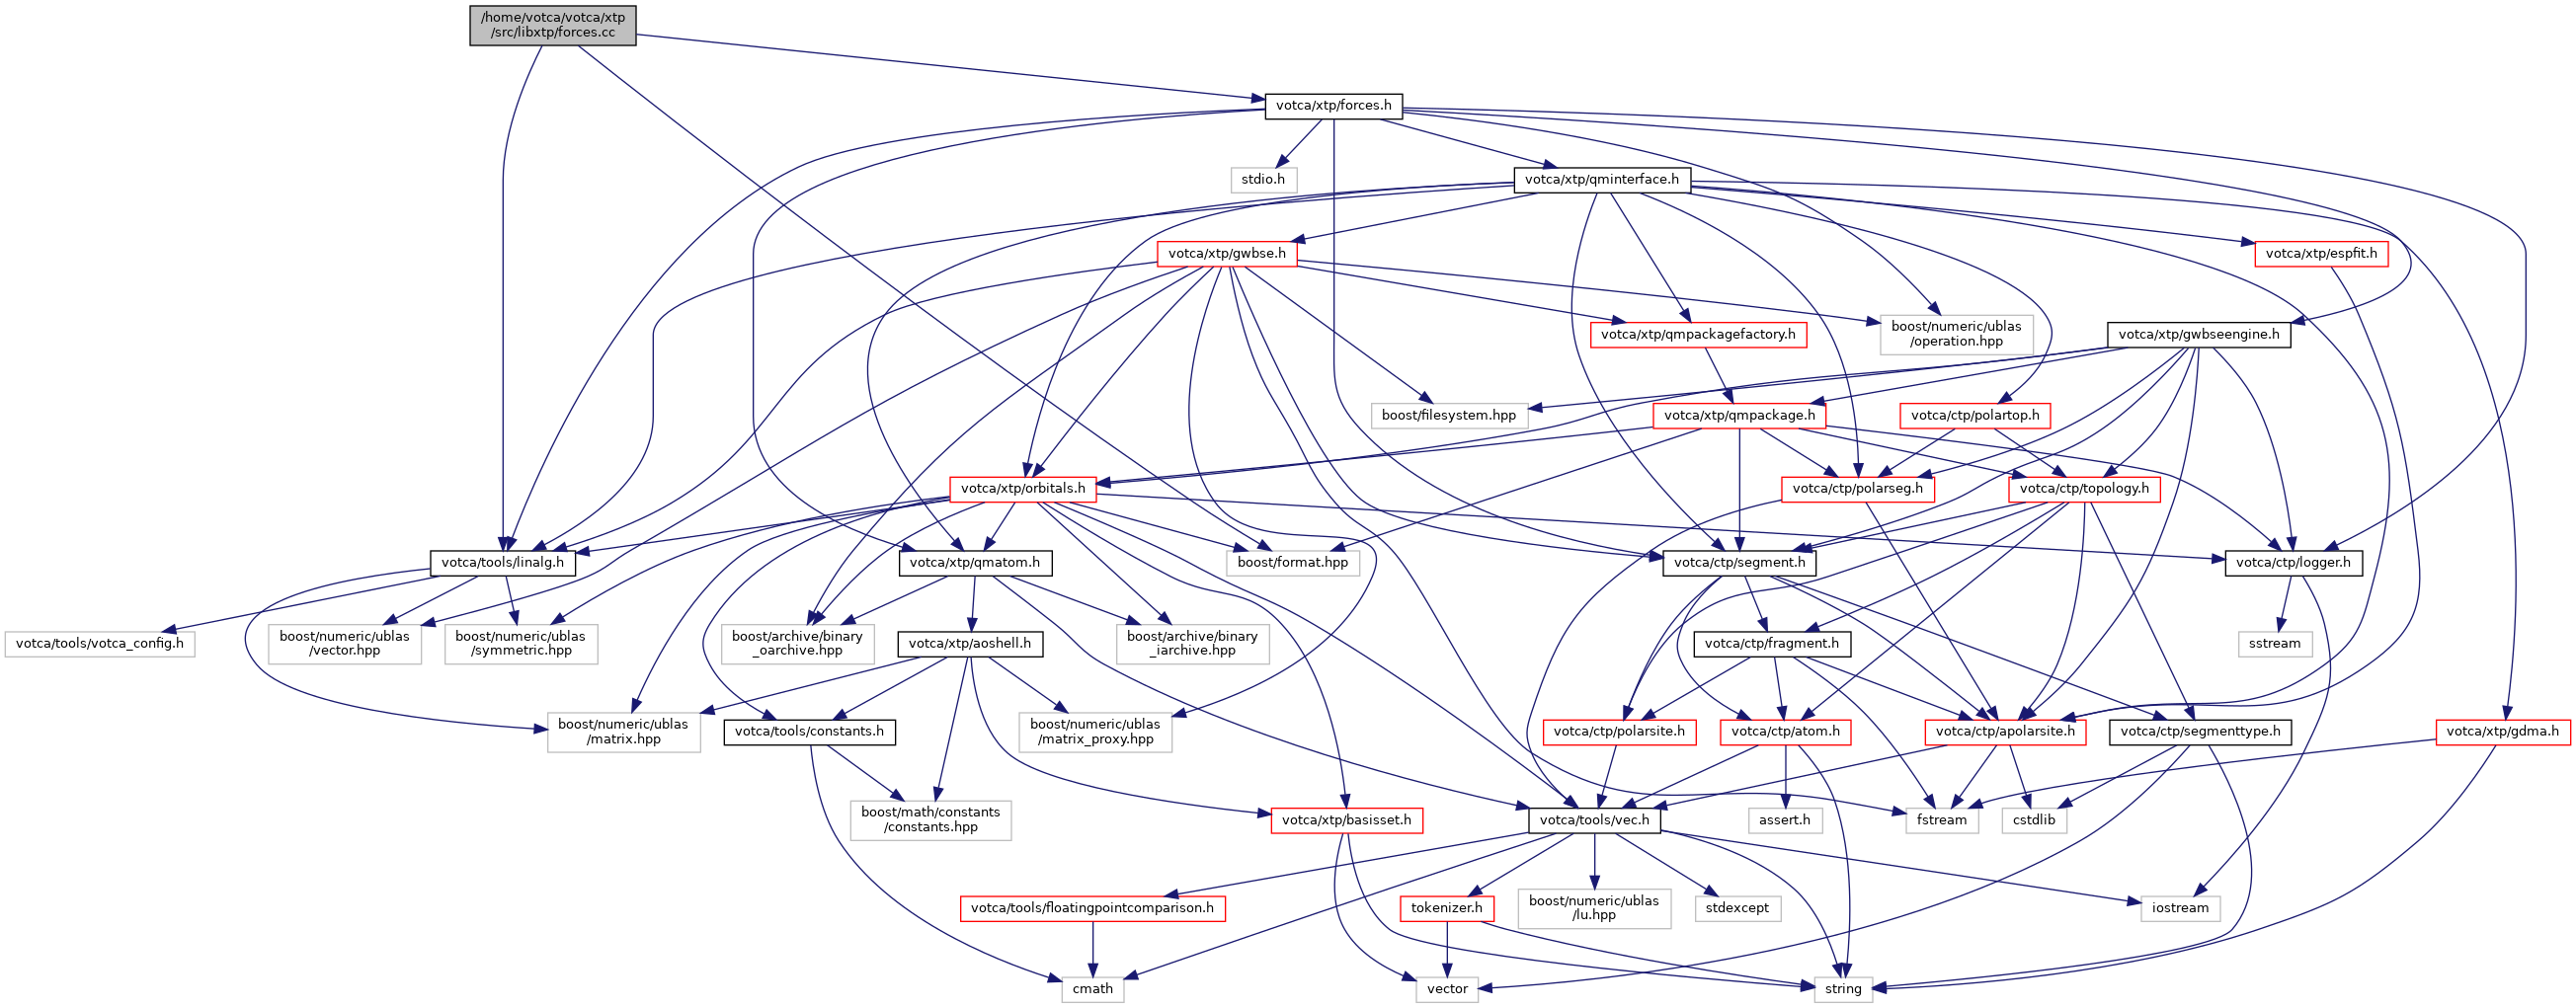 /home/votca/votca/xtp
/src/libxtp/forces.cc
votca/xtp/forces.h
stdio.h
votca/xtp/qminterface.h
votca/xtp/gwbse.h
votca/xtp/espfit.h
votca/xtp/qmpackagefactory.h
boost/numeric/ublas
/operation.hpp
votca/xtp/gwbseengine.h
boost/filesystem.hpp
votca/xtp/qmpackage.h
votca/ctp/polartop.h
votca/xtp/orbitals.h
votca/ctp/polarseg.h
votca/ctp/topology.h
votca/tools/linalg.h
votca/xtp/qmatom.h
boost/format.hpp
votca/ctp/segment.h
votca/ctp/logger.h
votca/tools/votca_config.h
boost/numeric/ublas
/vector.hpp
boost/numeric/ublas
/symmetric.hpp
boost/archive/binary
_oarchive.hpp
votca/xtp/aoshell.h
boost/archive/binary
_iarchive.hpp
votca/ctp/fragment.h
sstream
boost/numeric/ublas
/matrix.hpp
votca/tools/constants.h
boost/numeric/ublas
/matrix_proxy.hpp
votca/ctp/polarsite.h
votca/ctp/atom.h
votca/ctp/apolarsite.h
votca/ctp/segmenttype.h
votca/xtp/gdma.h
boost/math/constants
/constants.hpp
votca/xtp/basisset.h
votca/tools/vec.h
assert.h
fstream
cstdlib
votca/tools/floatingpointcomparison.h
tokenizer.h
boost/numeric/ublas
/lu.hpp
stdexcept
iostream
cmath
vector
string